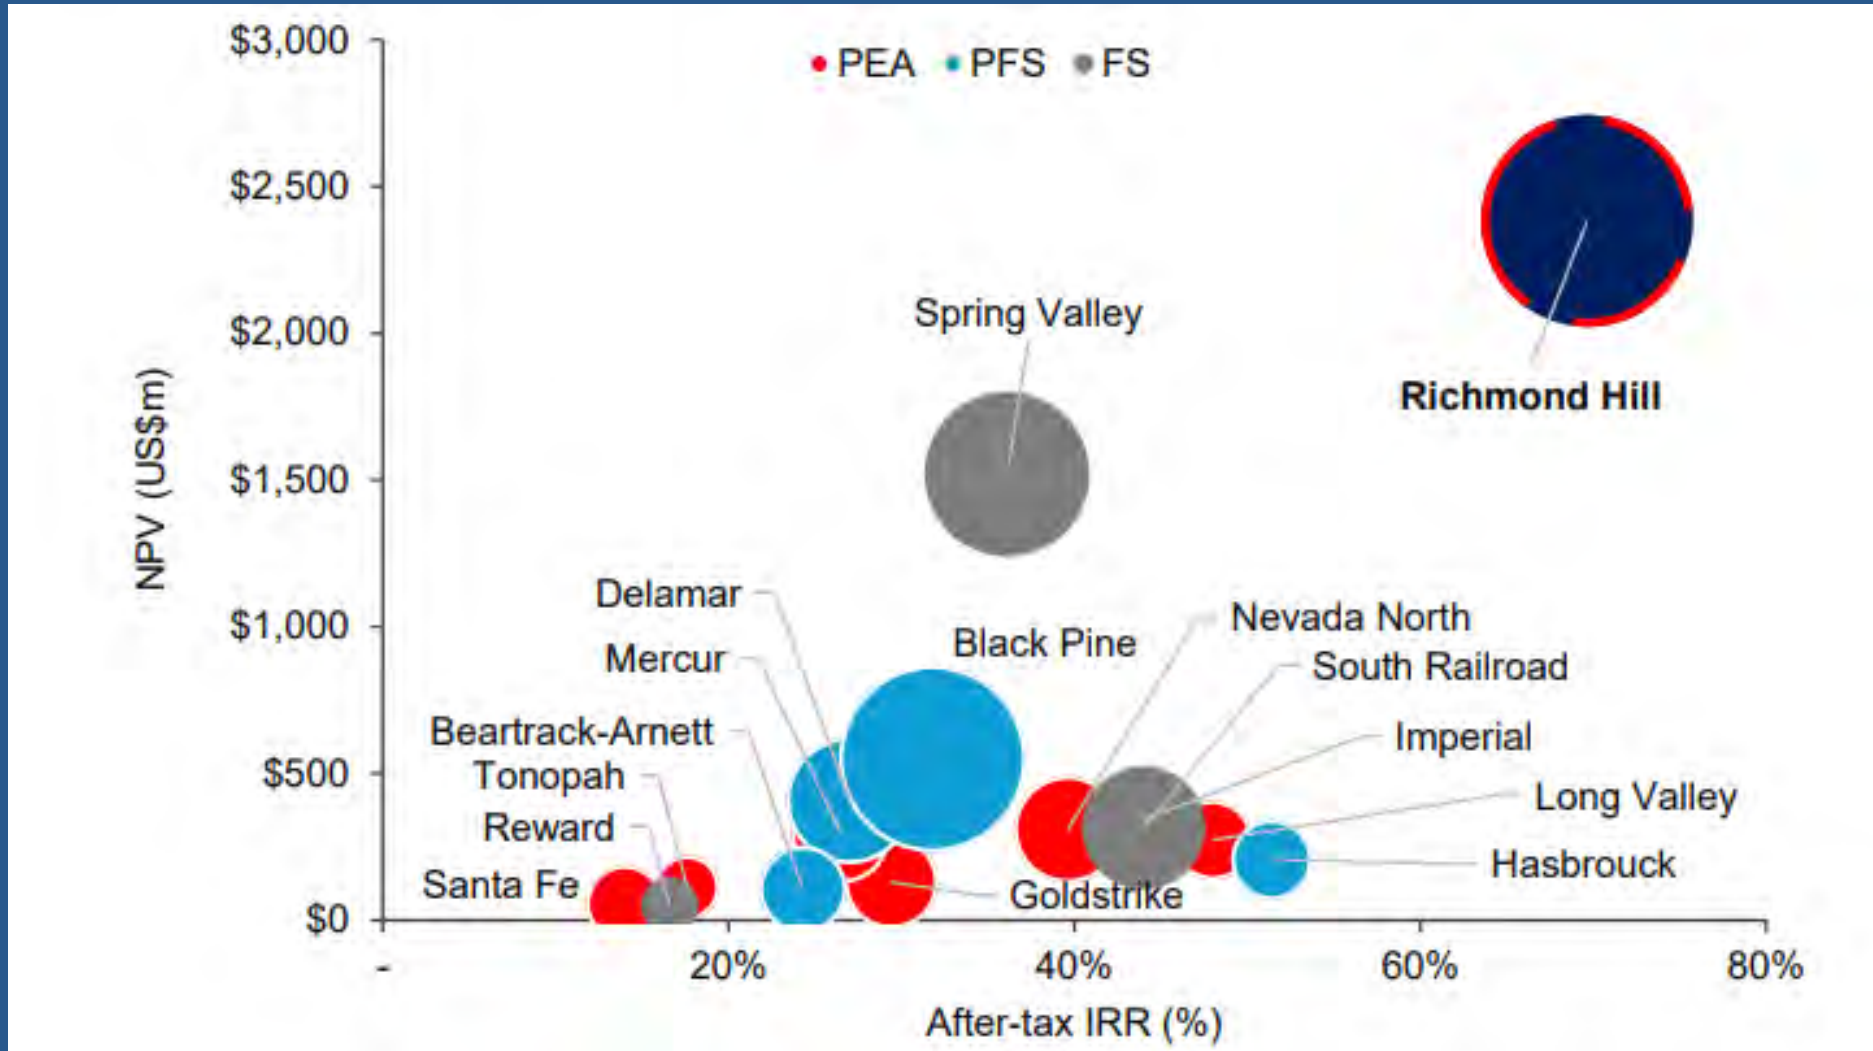 $3,000
PEA PFS FS
$2,500
Spring Valley
$2,000
Richmond Hill
NPV (US$m)
$1,500
Delamar
Nevada North
$1,000
Black Pine
Mercur
South Railroad
Beartrack-Arnett
Imperial
$500
Tonopah
Long Valley
Reward
Hasbrouck
Santa Fe
Goldstrike
$0
- 20% 40% 60% 80%
After-tax IRR (%)